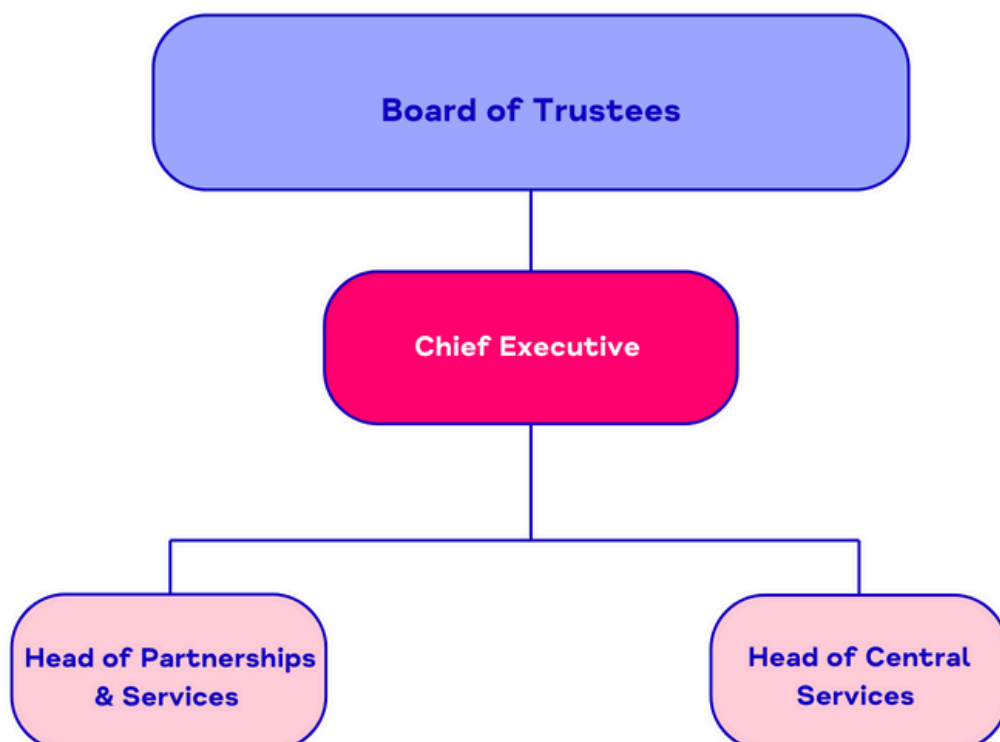 Board of Trustees
Chief Executive
Head of Partnerships
& Services
Head of Central
Services